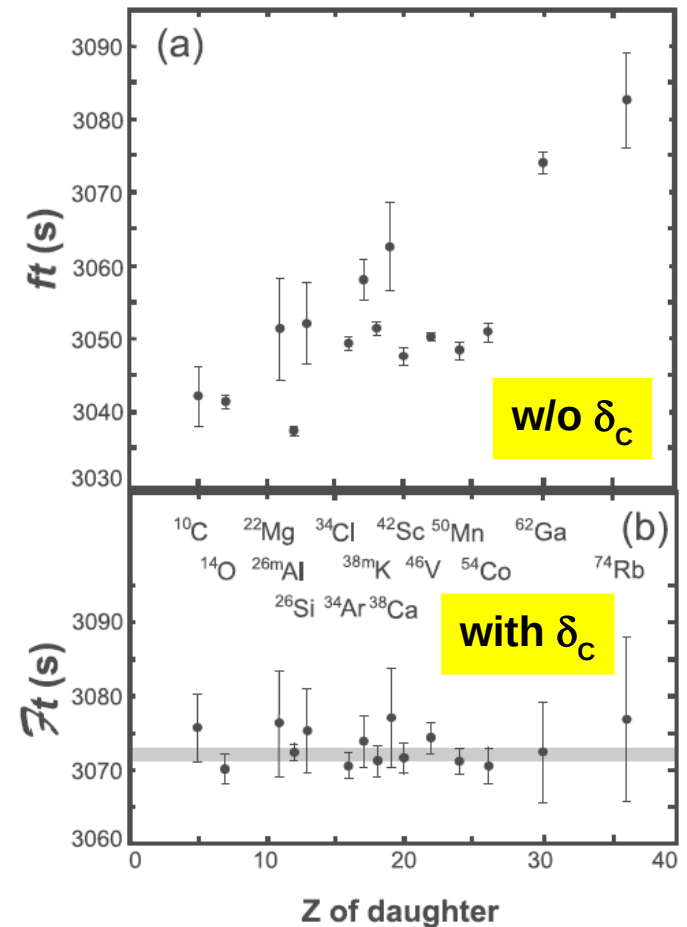 (a)
3090
3080
3070
3060
3050
3040
3030
ft (s)
w/o δC
¹⁰C ²²Mg ³⁴Cl ⁴²Sc ⁵⁰Mn ⁶²Ga (b)
¹⁴O ²⁶ᵐAl ³⁸ᵐK ⁴⁶V ⁵⁴Co ⁷⁴Rb
²⁶Si ³⁴Ar ³⁸Ca
with δC
3090
3080
3070
3060
ℱt (s)
0 10 20 30 40
Z of daughter